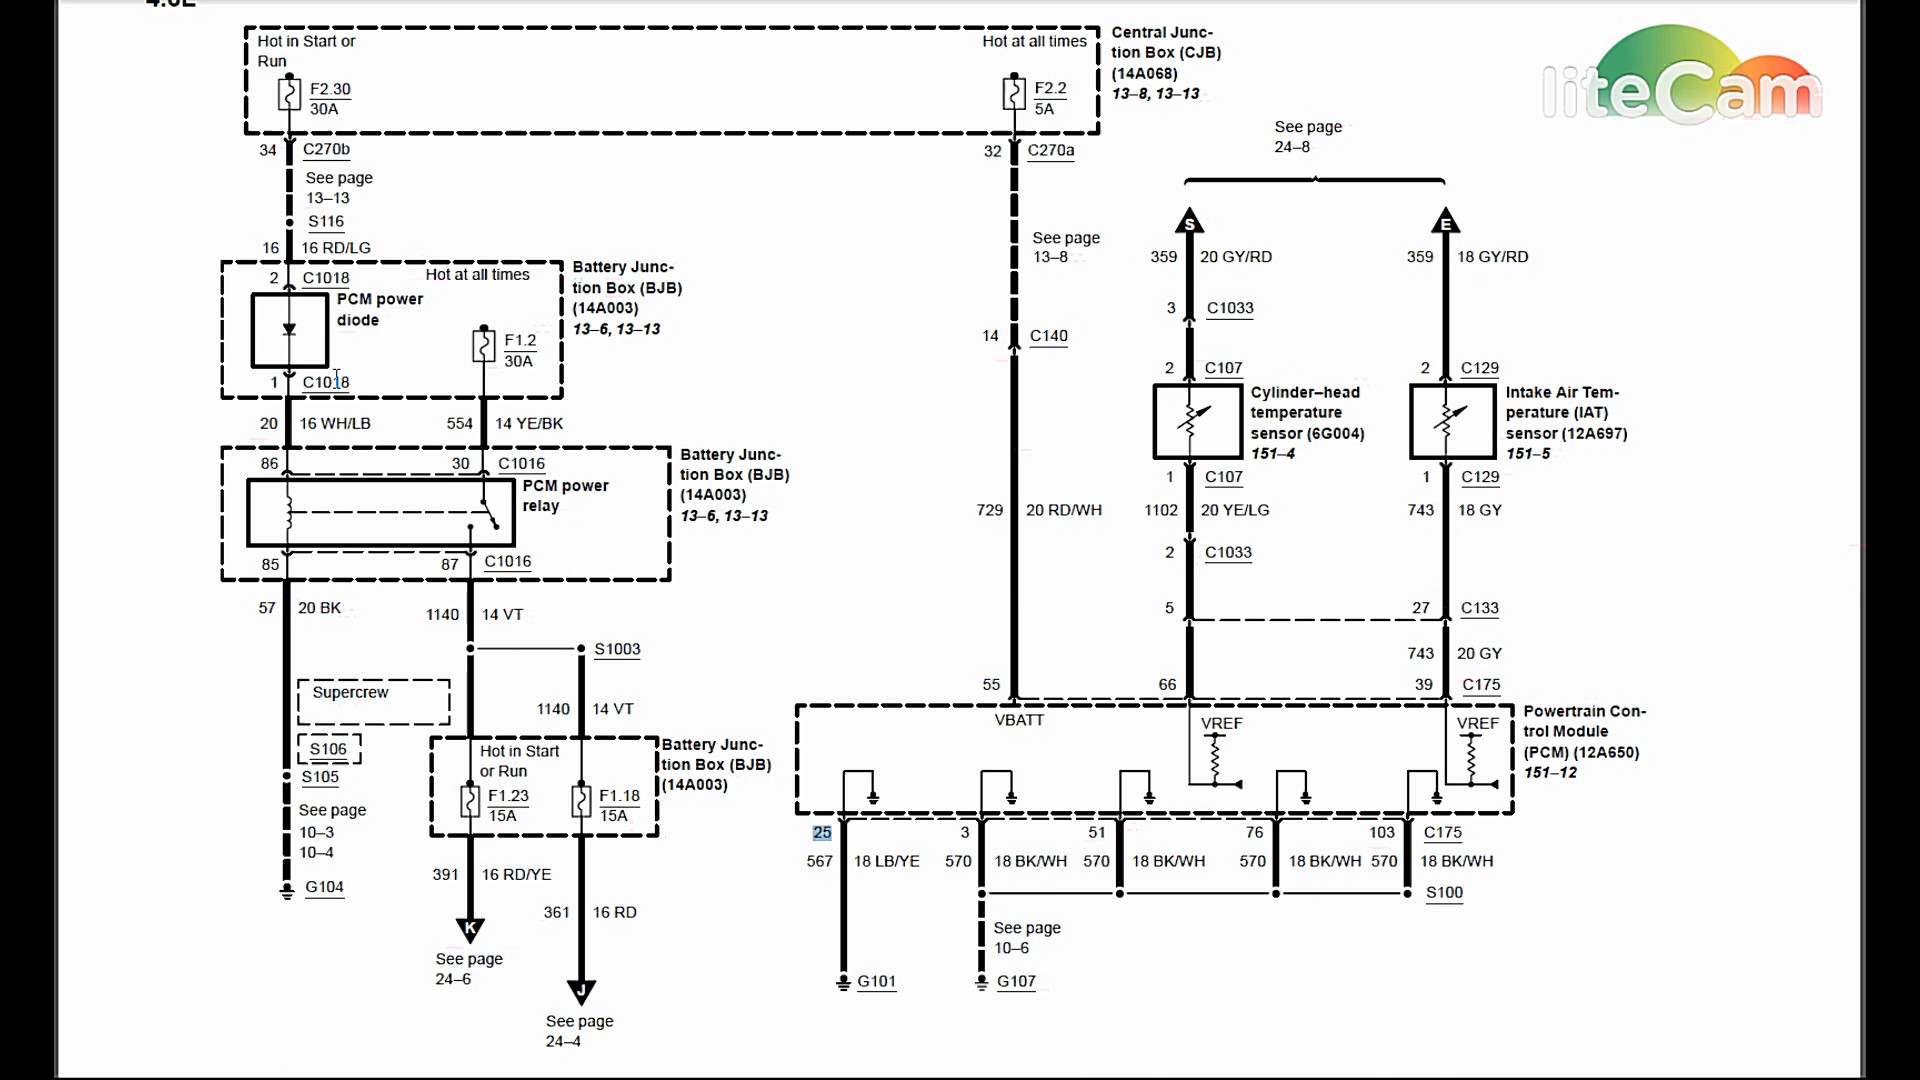 4.6L
Hot in Start or
Run
F2.30
30A
Hot at all times
F2.2
5A
Central Junc-
tion Box (CJB)
(14A068)
13–8, 13–13
liteCam
34 C270b
See page
13–13
S116
16 16 RD/LG
32 C270a
See page
13–8
14 C140
729 20 RD/WH
See page
24–8
S
E
359 20 GY/RD
359 18 GY/RD
3 C1033
2 C107
2 C129
Cylinder–head
temperature
sensor (6G004)
151–4
Intake Air Tem-
perature (IAT)
sensor (12A697)
151–5
1 C107
1 C129
1102 20 YE/LG
743 18 GY
2 C1033
5
27 C133
743 20 GY
2 C1018
Hot at all times
PCM power
diode
F1.2
30A
1 C1018
Battery Junc-
tion Box (BJB)
(14A003)
13–6, 13–13
20 16 WH/LB
554 14 YE/BK
86
30 C1016
PCM power
relay
85
87 C1016
Battery Junc-
tion Box (BJB)
(14A003)
13–6, 13–13
57 20 BK
1140 14 VT
S1003
Supercrew
S106
S105
See page
10–3
10–4
G104
1140 14 VT
Hot in Start
or Run
F1.23
15A
F1.18
15A
Battery Junc-
tion Box (BJB)
(14A003)
391 16 RD/YE
361 16 RD
K
See page
24–6
J
See page
24–4
55
66
39 C175
VBATT
VREF
VREF
Powertrain Con-
trol Module
(PCM) (12A650)
151–12
25
3
51
76
103 C175
567 18 LB/YE
570 18 BK/WH
570 18 BK/WH
570 18 BK/WH
570 18 BK/WH
S100
See page
10–6
G101
G107